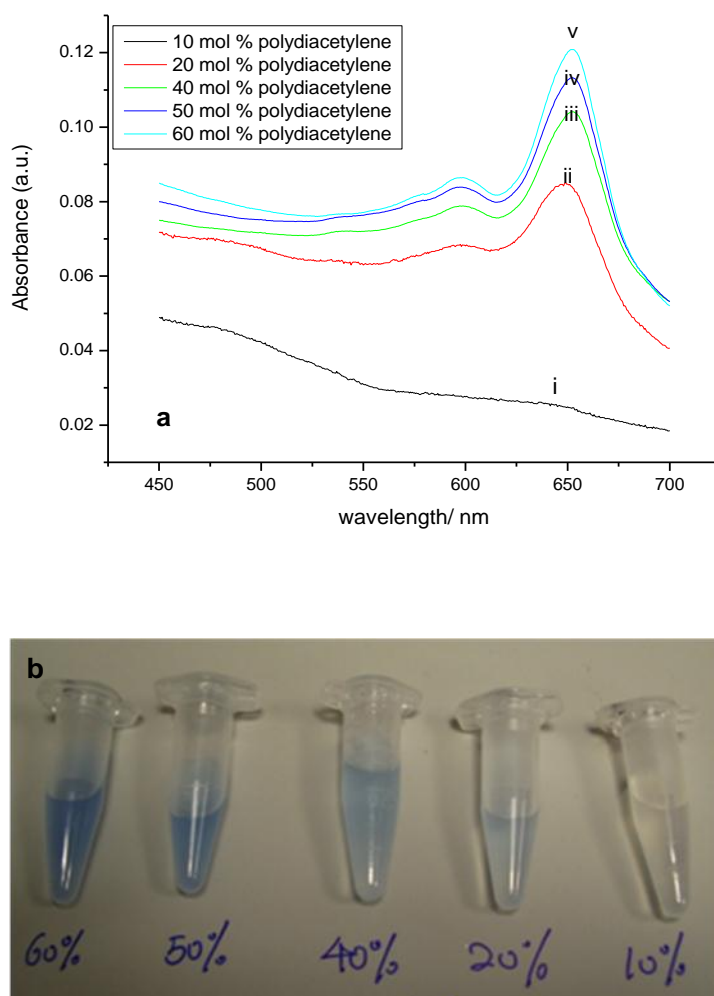 v
0.12
10 mol % polydiacetylene
20 mol % polydiacetylene
iv
40 mol % polydiacetylene
50 mol % polydiacetylene
iii
60 mol % polydiacetylene
0.10
ii
0.08
Absorbance (a.u.)
0.06
0.04
i
a
0.02
450 500 550 600 650 700
wavelength/ nm
b
60% 50% 40% 20% 10%